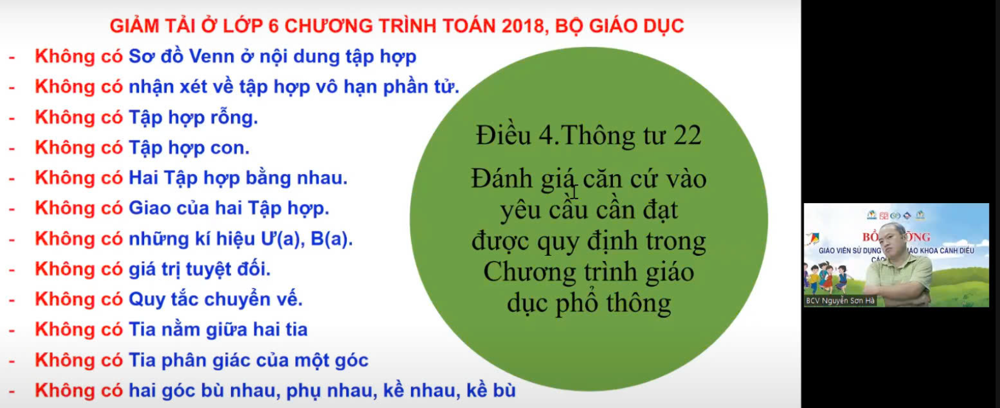 GIẢM TẢI Ở LỚP 6 CHƯƠNG TRÌNH TOÁN 2018, BỘ GIÁO DỤC
- Không có Sơ đồ Venn ở nội dung tập hợp
- Không có nhận xét về tập hợp vô hạn phần tử.
- Không có Tập hợp rỗng.
- Không có Tập hợp con.
- Không có Hai Tập hợp bằng nhau.
- Không có Giao của hai Tập hợp.
- Không có những kí hiệu Ư(a), B(a).
- Không có giá trị tuyệt đối.
- Không có Quy tắc chuyển vế.
- Không có Tia nằm giữa hai tia
- Không có Tia phân giác của một góc
- Không có hai góc bù nhau, phụ nhau, kề nhau, kề bù
Điều 4.Thông tư 22
Đánh giá căn cứ vào
yêu cầu cần đạt
được quy định trong
Chương trình giáo
dục phổ thông
GIÁO VIÊN SỬ DỤNG KHOA CÁNH DIỀU
BCV Nguyễn Sơn Hà